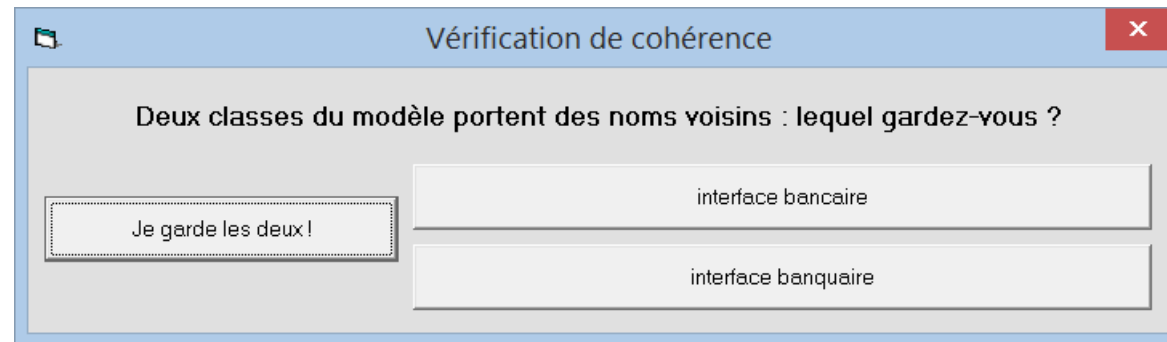 Vérification de cohérence
Deux classes du modèle portent des noms voisins : lequel gardez-vous ?
Je garde les deux !
interface bancaire
interface banquaire